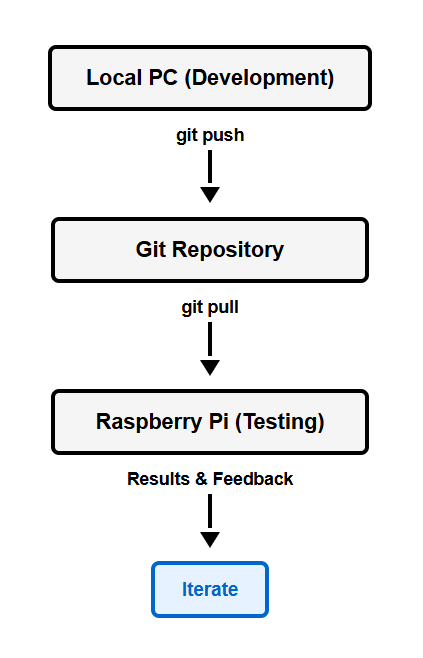 Local PC (Development)
git push
Git Repository
git pull
Raspberry Pi (Testing)
Results & Feedback
Iterate